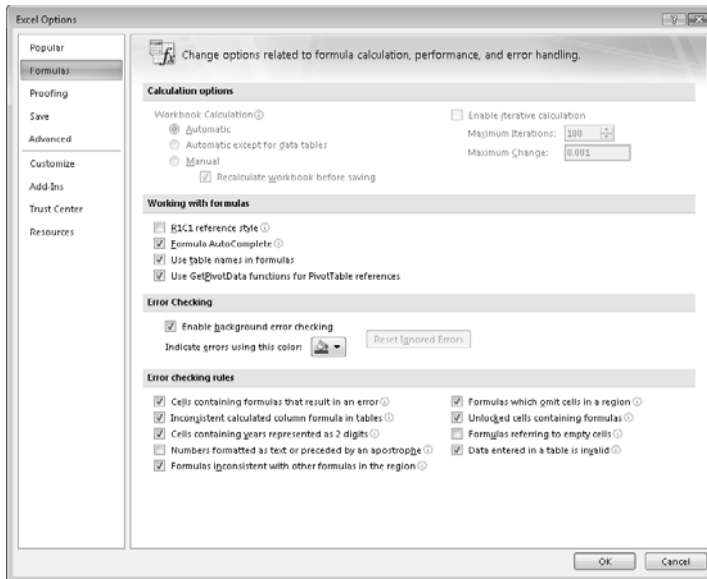 Excel Options
Popular
Formulas
Proofing
Save
Advanced
Customize
Add-Ins
Trust Center
Resources
Change options related to formula calculation, performance, and error handling.
Calculation options
Workbook Calculation
Automatic
Automatic except for data tables
Manual
Recalculate workbook before saving
Enable iterative calculation
Maximum Iterations: 100
Maximum Change: 0.001
Working with formulas
R1C1 reference style
Formula AutoComplete
Use table names in formulas
Use GetPivotData functions for PivotTable references
Error Checking
Enable background error checking
Indicate errors using this color:
Reset Ignored Errors
Error checking rules
Cells containing formulas that result in an error
Inconsistent calculated column formula in tables
Cells containing years represented as 2 digits
Numbers formatted as text or preceded by an apostrophe
Formulas inconsistent with other formulas in the region
Formulas which omit cells in a region
Unlocked cells containing formulas
Formulas referring to empty cells
Data entered in a table is invalid
OK
Cancel